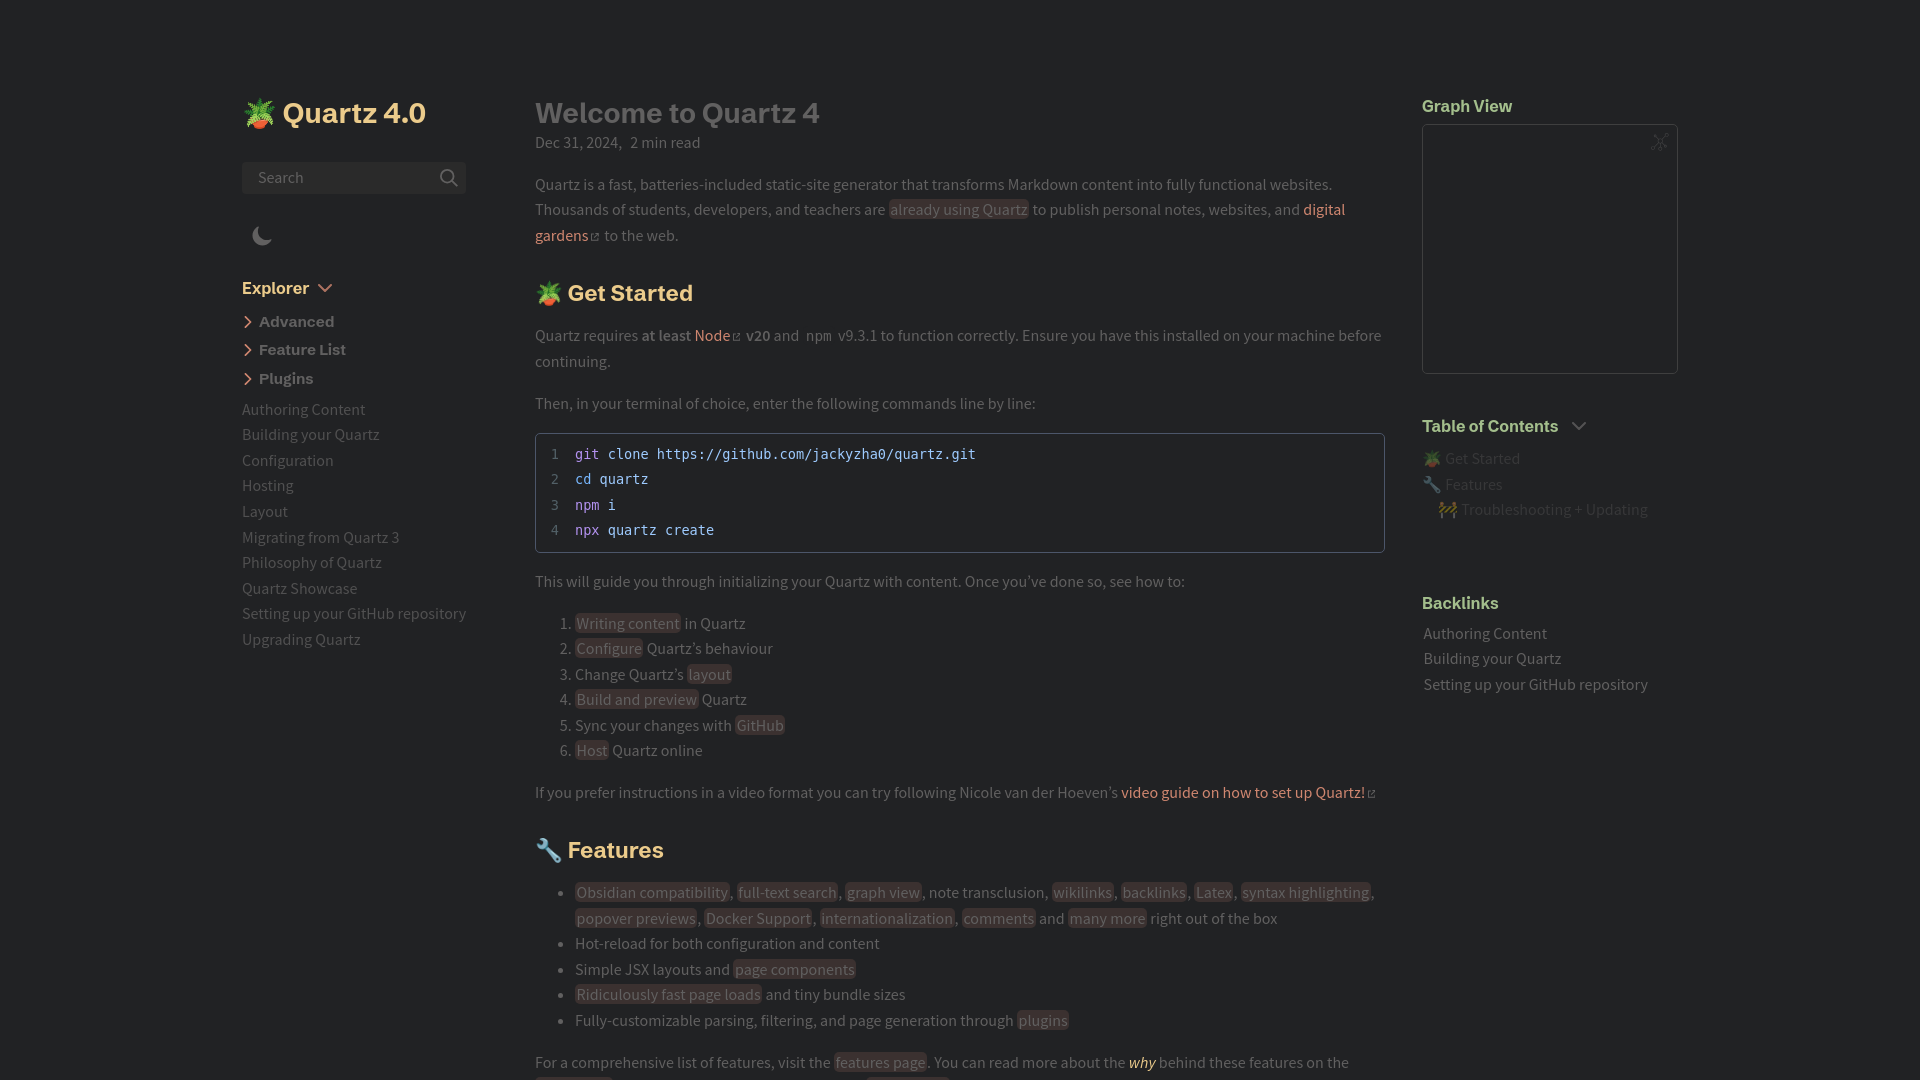 Quartz 4.0
Search
Explorer
Advanced
Feature List
Plugins
Authoring Content
Building your Quartz
Configuration
Hosting
Layout
Migrating from Quartz 3
Philosophy of Quartz
Quartz Showcase
Setting up your GitHub repository
Upgrading Quartz
Welcome to Quartz 4
Dec 31, 2024, 2 min read
Quartz is a fast, batteries-included static-site generator that transforms Markdown content into fully functional websites.
Thousands of students, developers, and teachers are already using Quartz to publish personal notes, websites, and digital
gardens to the web.
🪴 Get Started
Quartz requires at least Node v20 and npm v9.3.1 to function correctly. Ensure you have this installed on your machine before
continuing.
Then, in your terminal of choice, enter the following commands line by line:
1 git clone https://github.com/jackyzha0/quartz.git
2 cd quartz
3 npm i
4 npx quartz create
This will guide you through initializing your Quartz with content. Once you’ve done so, see how to:
1. Writing content in Quartz
2. Configure Quartz’s behaviour
3. Change Quartz’s layout
4. Build and preview Quartz
5. Sync your changes with GitHub
6. Host Quartz online
If you prefer instructions in a video format you can try following Nicole van der Hoeven’s video guide on how to set up Quartz!
🔧 Features
• Obsidian compatibility, full-text search, graph view, note transclusion, wikilinks, backlinks, Latex, syntax highlighting,
popover previews, Docker Support, internationalization, comments and many more right out of the box
• Hot-reload for both configuration and content
• Simple JSX layouts and page components
• Ridiculously fast page loads and tiny bundle sizes
• Fully-customizable parsing, filtering, and page generation through plugins
For a comprehensive list of features, visit the features page. You can read more about the why behind these features on the
Graph View
Table of Contents
🪴 Get Started
🔧 Features
🚧 Troubleshooting + Updating
Backlinks
Authoring Content
Building your Quartz
Setting up your GitHub repository